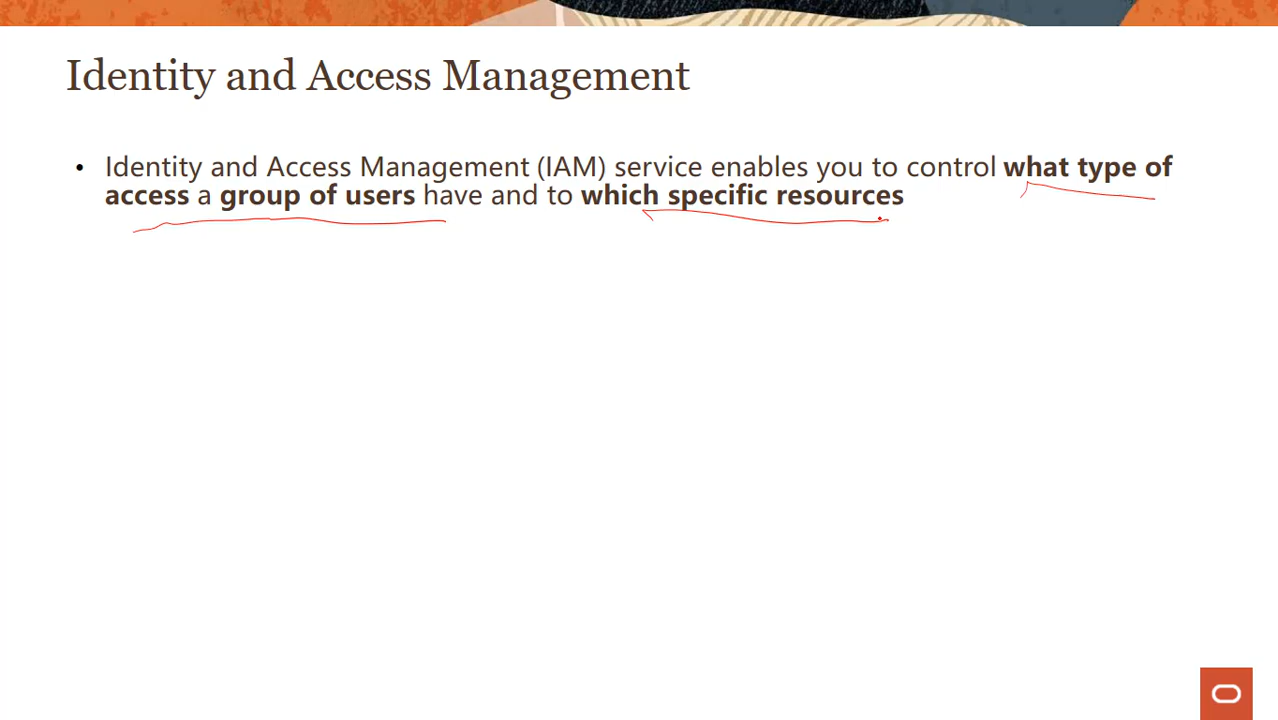 Identity and Access Management
• Identity and Access Management (IAM) service enables you to control what type of
access a group of users have and to which specific resources